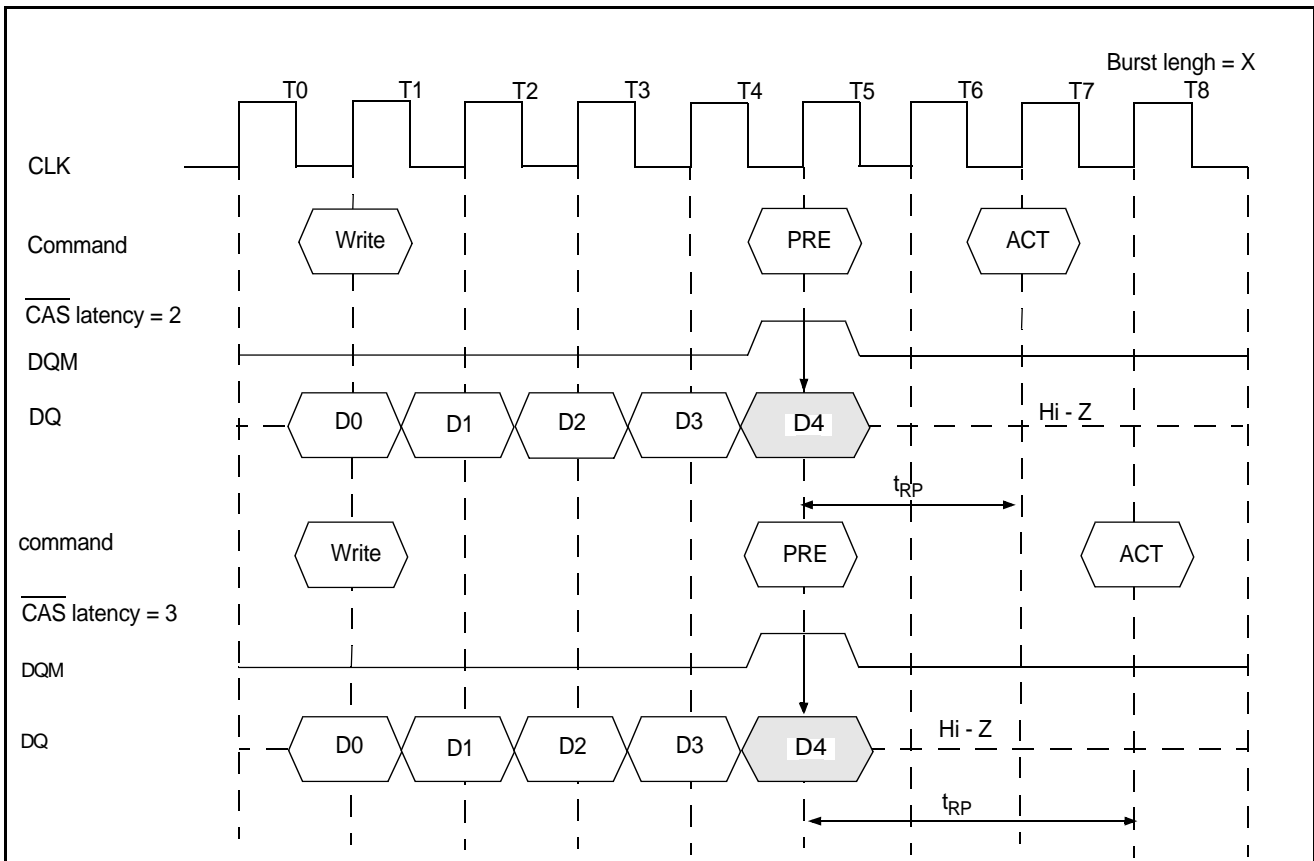 Burst lengh = X
T0 T1 T2 T3 T4 T5 T6 T7 T8
CLK
Command Write PRE ACT
CAS latency = 2
DQM
DQ D0 D1 D2 D3 D4 Hi - Z
tRP
command Write PRE ACT
CAS latency = 3
DQM
DQ D0 D1 D2 D3 D4 Hi - Z
tRP